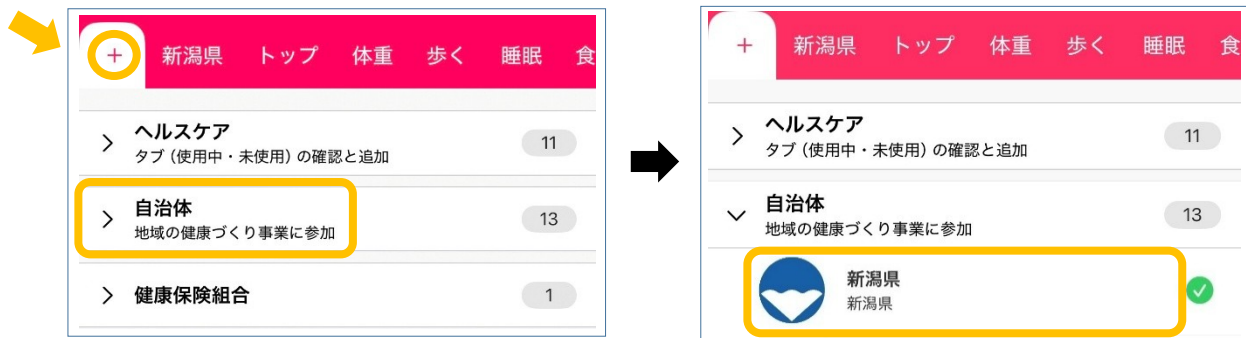 + 新潟県 トップ 体重 歩く 睡眠 食
ヘルスケア 11
タブ（使用中・未使用）の確認と追加
自治体 13
地域の健康づくり事業に参加
健康保険組合 1
+ 新潟県 トップ 体重 歩く 睡眠 食
ヘルスケア 11
タブ（使用中・未使用）の確認と追加
自治体 13
地域の健康づくり事業に参加
新潟県
新潟県